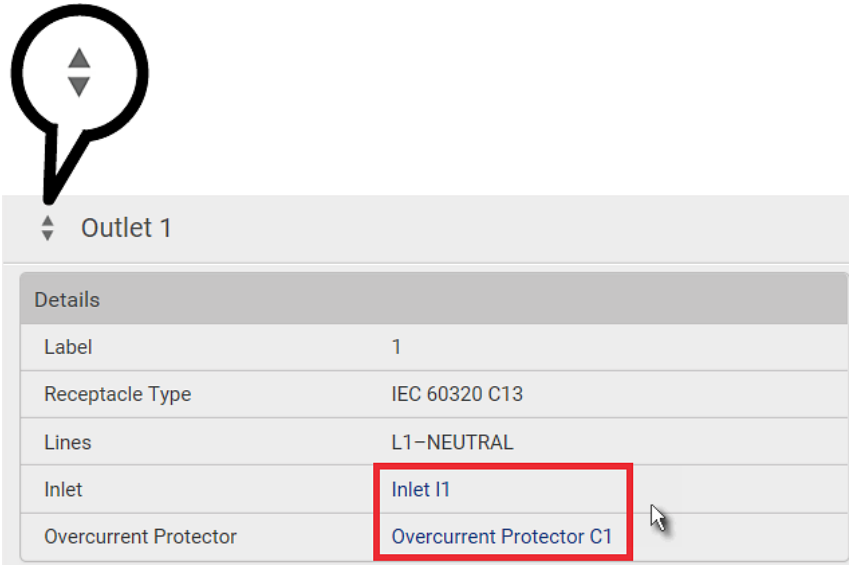 Outlet 1
Details
Label 1
Receptacle Type IEC 60320 C13
Lines L1–NEUTRAL
Inlet Inlet I1
Overcurrent Protector Overcurrent Protector C1